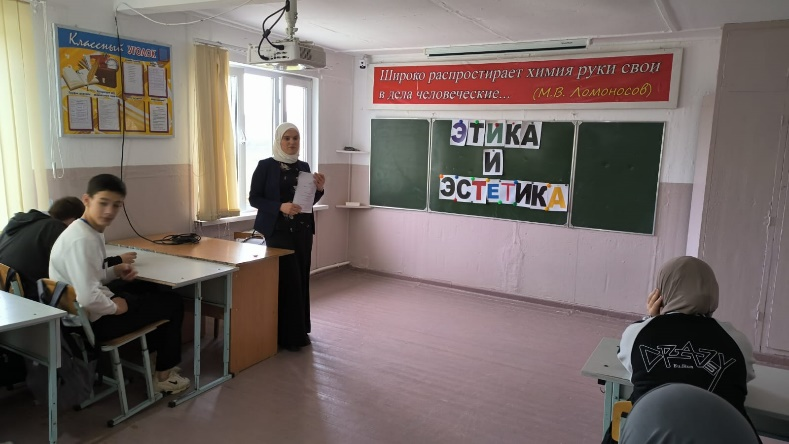 Классный уголок
Широко распростирает химия руки свои
в дела человеческие...
(М.В. Ломоносов)
ЭТИКА
И
ЭСТЕТИКА